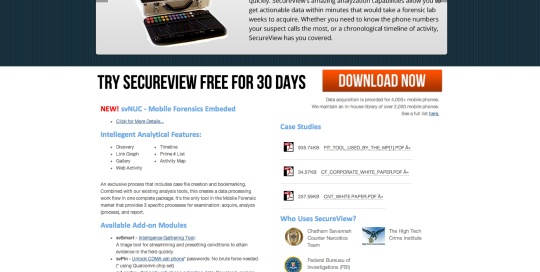 quickly. SecureView's amazing analyzation capabilities allow you to
get actionable data within minutes that would take a forensic lab
weeks to acquire. Whether you need to know the phone numbers
your suspect calls the most, or a chronological timeline of activity,
SecureView has you covered.
TRY SECUREVIEW FREE FOR 30 DAYS
DOWNLOAD NOW
Data acquisition is provided for 4,000+ mobile phones.
We maintain an in house library of over 2,000 mobile phones.
See a full list here.
NEW! svNUC - Mobile Forensics Embeded
Click for More Details...
Intellegent Analytical Features:
Disovery
Link Graph
Gallery
Web Activity
Timeline
Prime # List
Activity Map
An exclusive process that includes case file creation and bookmarking.
Combined with our existing analysis tools, this creates a data processing
work flow in one complete package. It's the only tool in the Mobile Forensic
market that provides 3 specific processes for examination: acquire, analyze
(process), and report.
Available Add-on Modules
svSmart - Intelligence Gathering Tool!
A triage tool for streamlining and presetting conditions to attain
evidence in the field quickly
svPin - Unlock CDMA cell phone* passwords: no brute force needed.
(* using Qualcomm chip set)
Case Studies
935.74KB FIT_TOOL_USED_BY_THE_MP[1].PDF Â»
34.57KB CF_CORPORATE_WHITE_PAPER.PDF Â»
257.59KB CNT_WHITE PAPER.PDF Â»
Who Uses SecureView?
Chatham Savannah
Counter Narcotics
Team
The High Tech
Crime Institute
Federal Bureau of
Investigations (FBI)